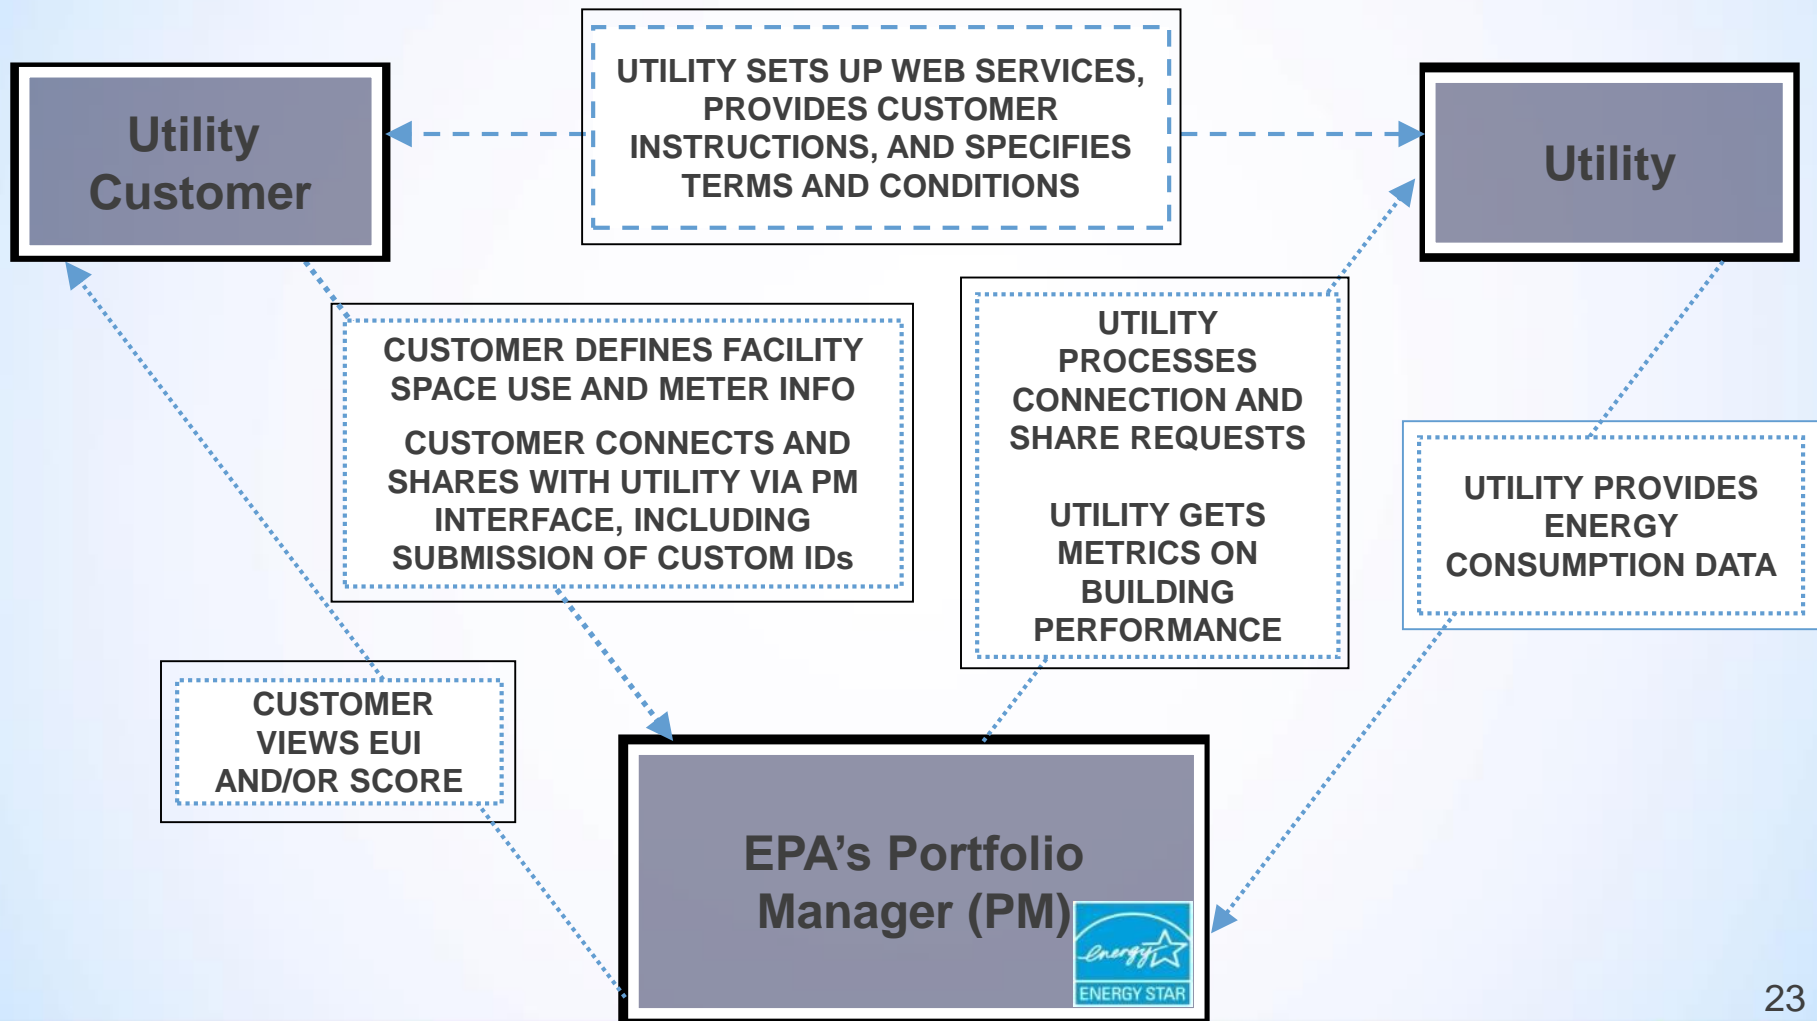 UTILITY SETS UP WEB SERVICES,
PROVIDES CUSTOMER
INSTRUCTIONS, AND SPECIFIES
TERMS AND CONDITIONS
Utility
Customer
Utility
CUSTOMER DEFINES FACILITY
SPACE USE AND METER INFO
CUSTOMER CONNECTS AND
SHARES WITH UTILITY VIA PM
INTERFACE, INCLUDING
SUBMISSION OF CUSTOM IDs
UTILITY
PROCESSES
CONNECTION AND
SHARE REQUESTS
UTILITY GETS
METRICS ON
BUILDING
PERFORMANCE
UTILITY PROVIDES
ENERGY
CONSUMPTION DATA
CUSTOMER
VIEWS EUI
AND/OR SCORE
EPA’s Portfolio
Manager (PM)
energy
ENERGY STAR
23